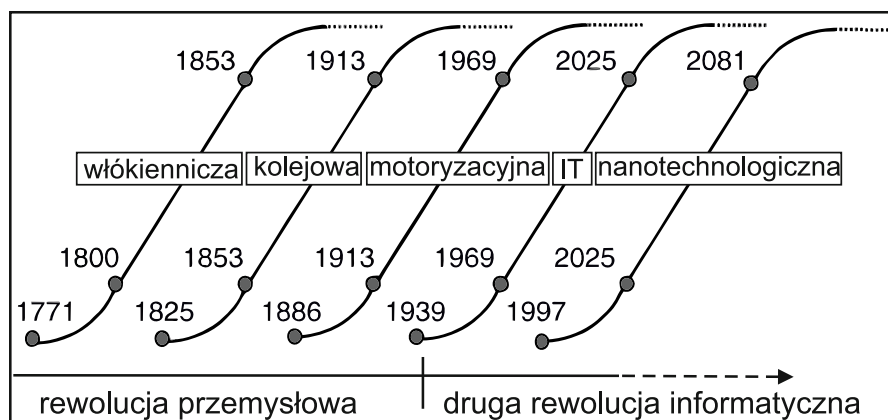 1853 1913 1969 2025 2081
włókiennicza kolejowa motoryzacyjna IT nanotechnologiczna
1800 1853 1913 1969 2025
1771 1825 1886 1939 1997
rewolucja przemysłowa druga rewolucja informatyczna